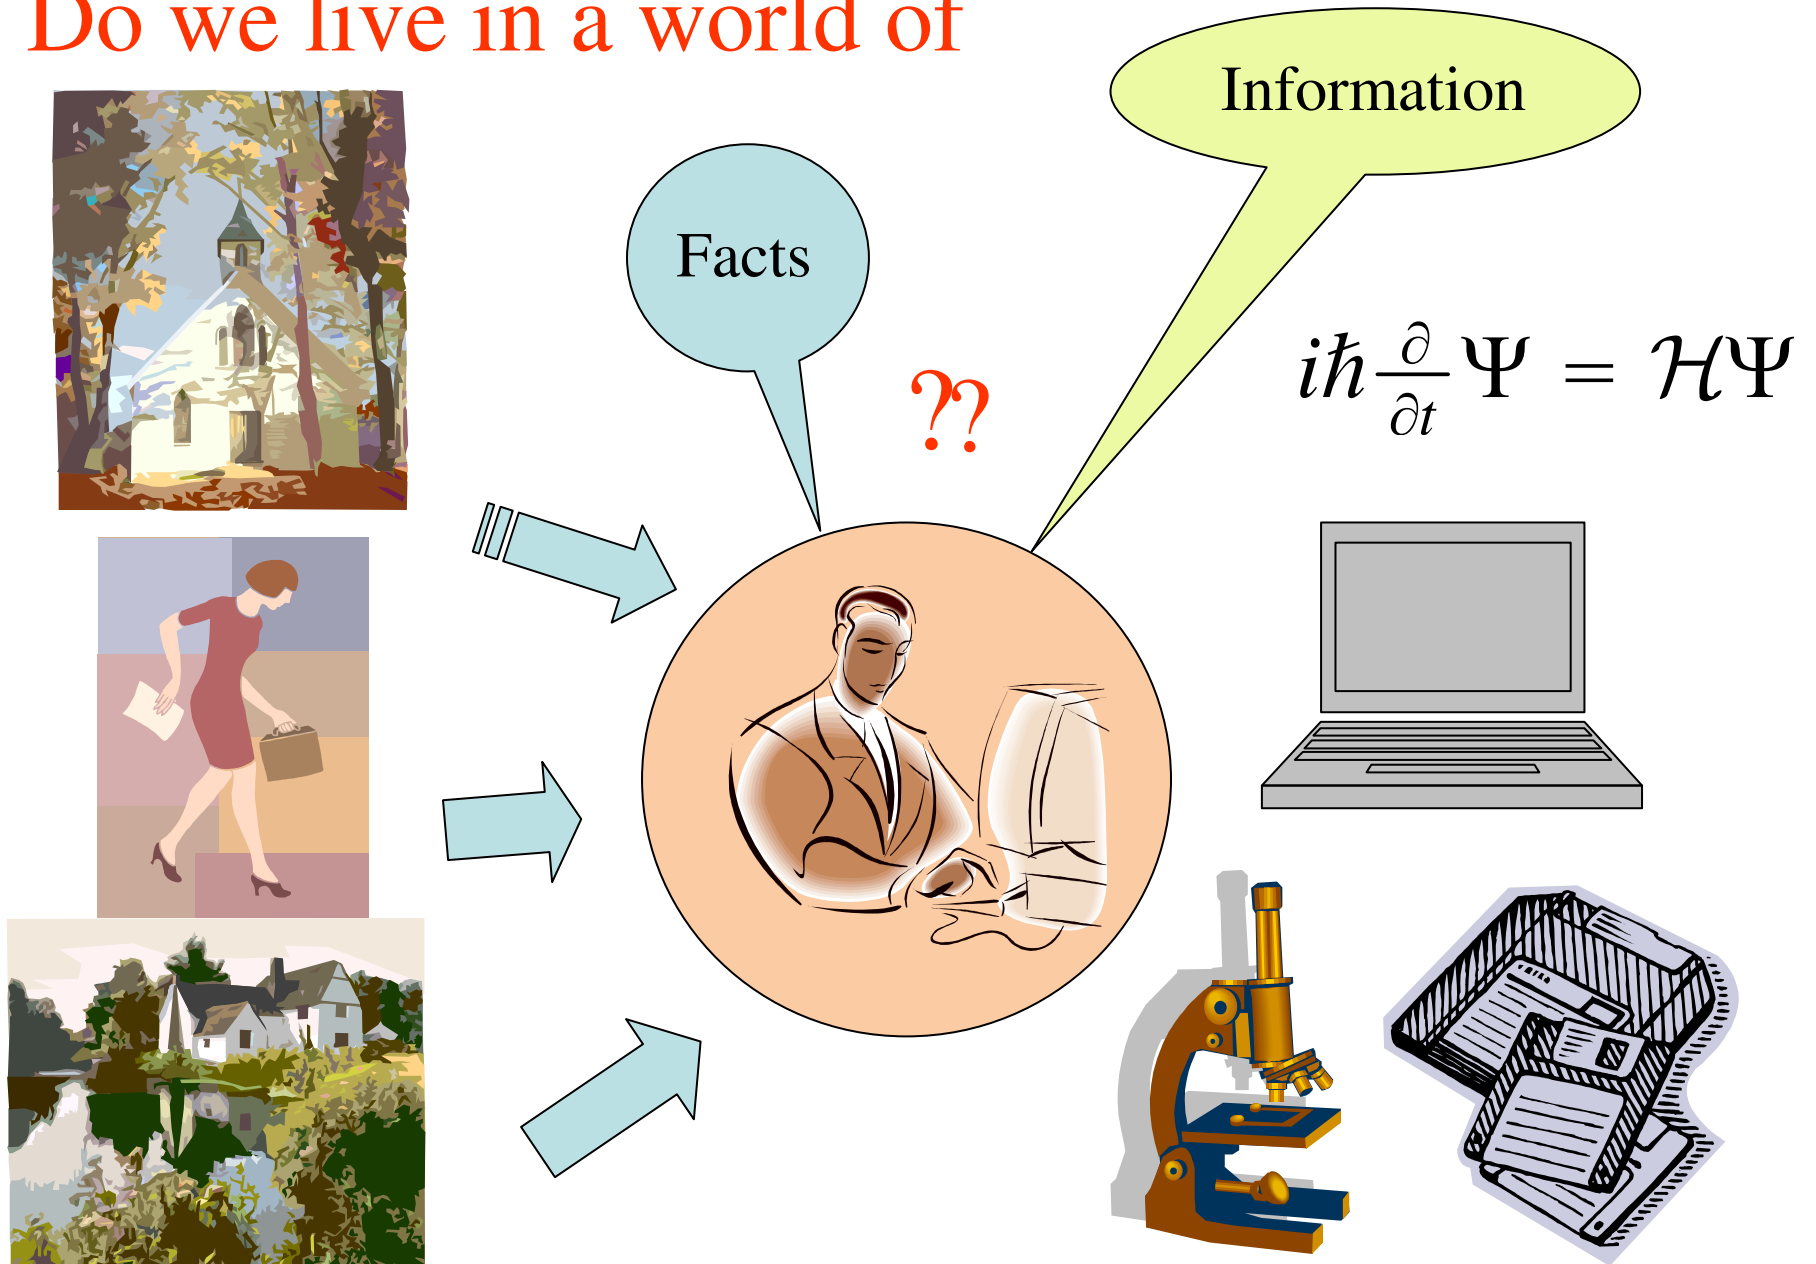 Do we live in a world of
Information
Facts
??
iħ ∂/∂t Ψ = ℋΨ